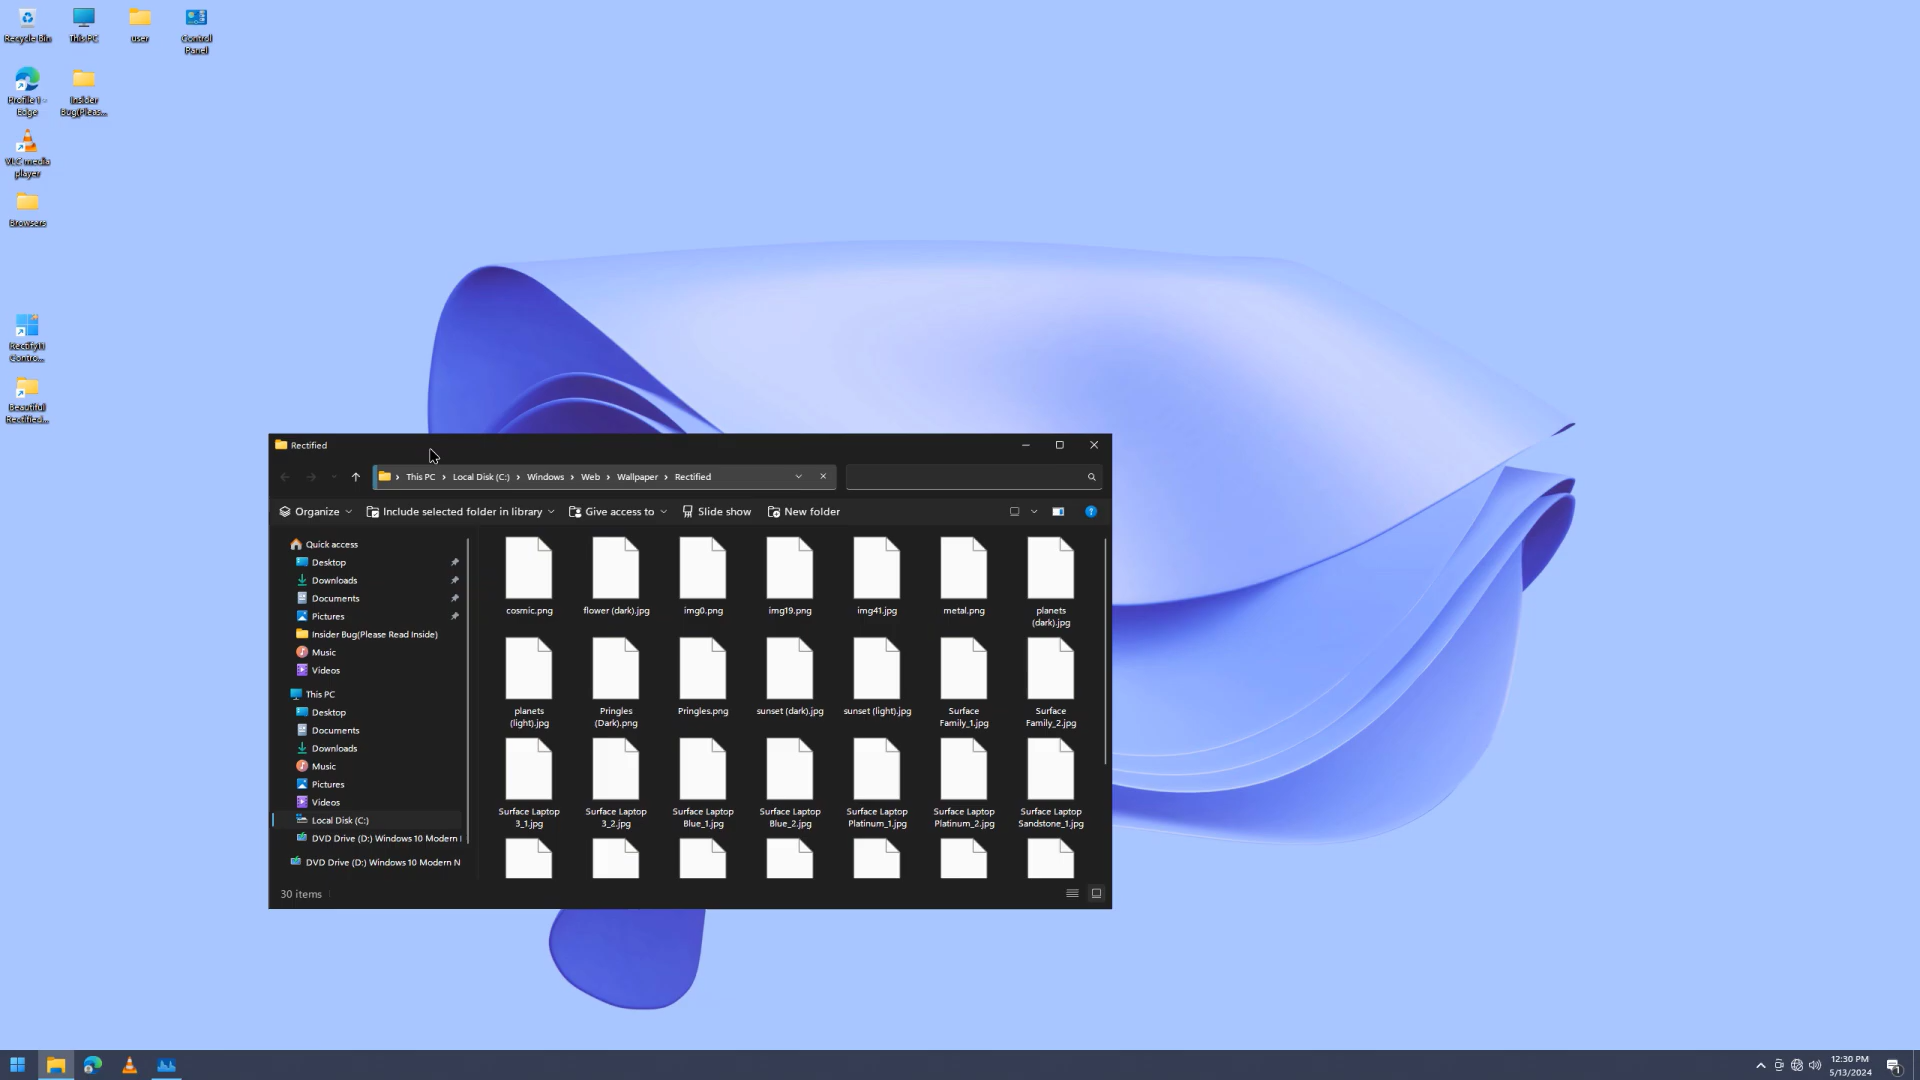 Recycle Bin
This PC
user
Control
Panel
Profile 1 -
Edge
Insider
Bug(Pleas...
VLC media
player
Browsers
Rectify11
Contro...
Beautiful
Rectified...
Rectified
This PC > Local Disk (C:) > Windows > Web > Wallpaper > Rectified
Organize
Include selected folder in library
Give access to
Slide show
New folder
Quick access
Desktop
Downloads
Documents
Pictures
Insider Bug(Please Read Inside)
Music
Videos
This PC
Desktop
Documents
Downloads
Music
Pictures
Videos
Local Disk (C:)
DVD Drive (D:) Windows 10 Modern
DVD Drive (D:) Windows 10 Modern N
cosmic.png
flower (dark).jpg
img0.png
img19.png
img41.jpg
metal.png
planets
(dark).jpg
planets
(light).jpg
Pringles
(Dark).png
Pringles.png
sunset (dark).jpg
sunset (light).jpg
Surface
Family_1.jpg
Surface
Family_2.jpg
Surface Laptop
3_1.jpg
Surface Laptop
3_2.jpg
Surface Laptop
Blue_1.jpg
Surface Laptop
Blue_2.jpg
Surface Laptop
Platinum_1.jpg
Surface Laptop
Platinum_2.jpg
Surface Laptop
Sandstone_1.jpg
30 items
12:30 PM
5/13/2024
1